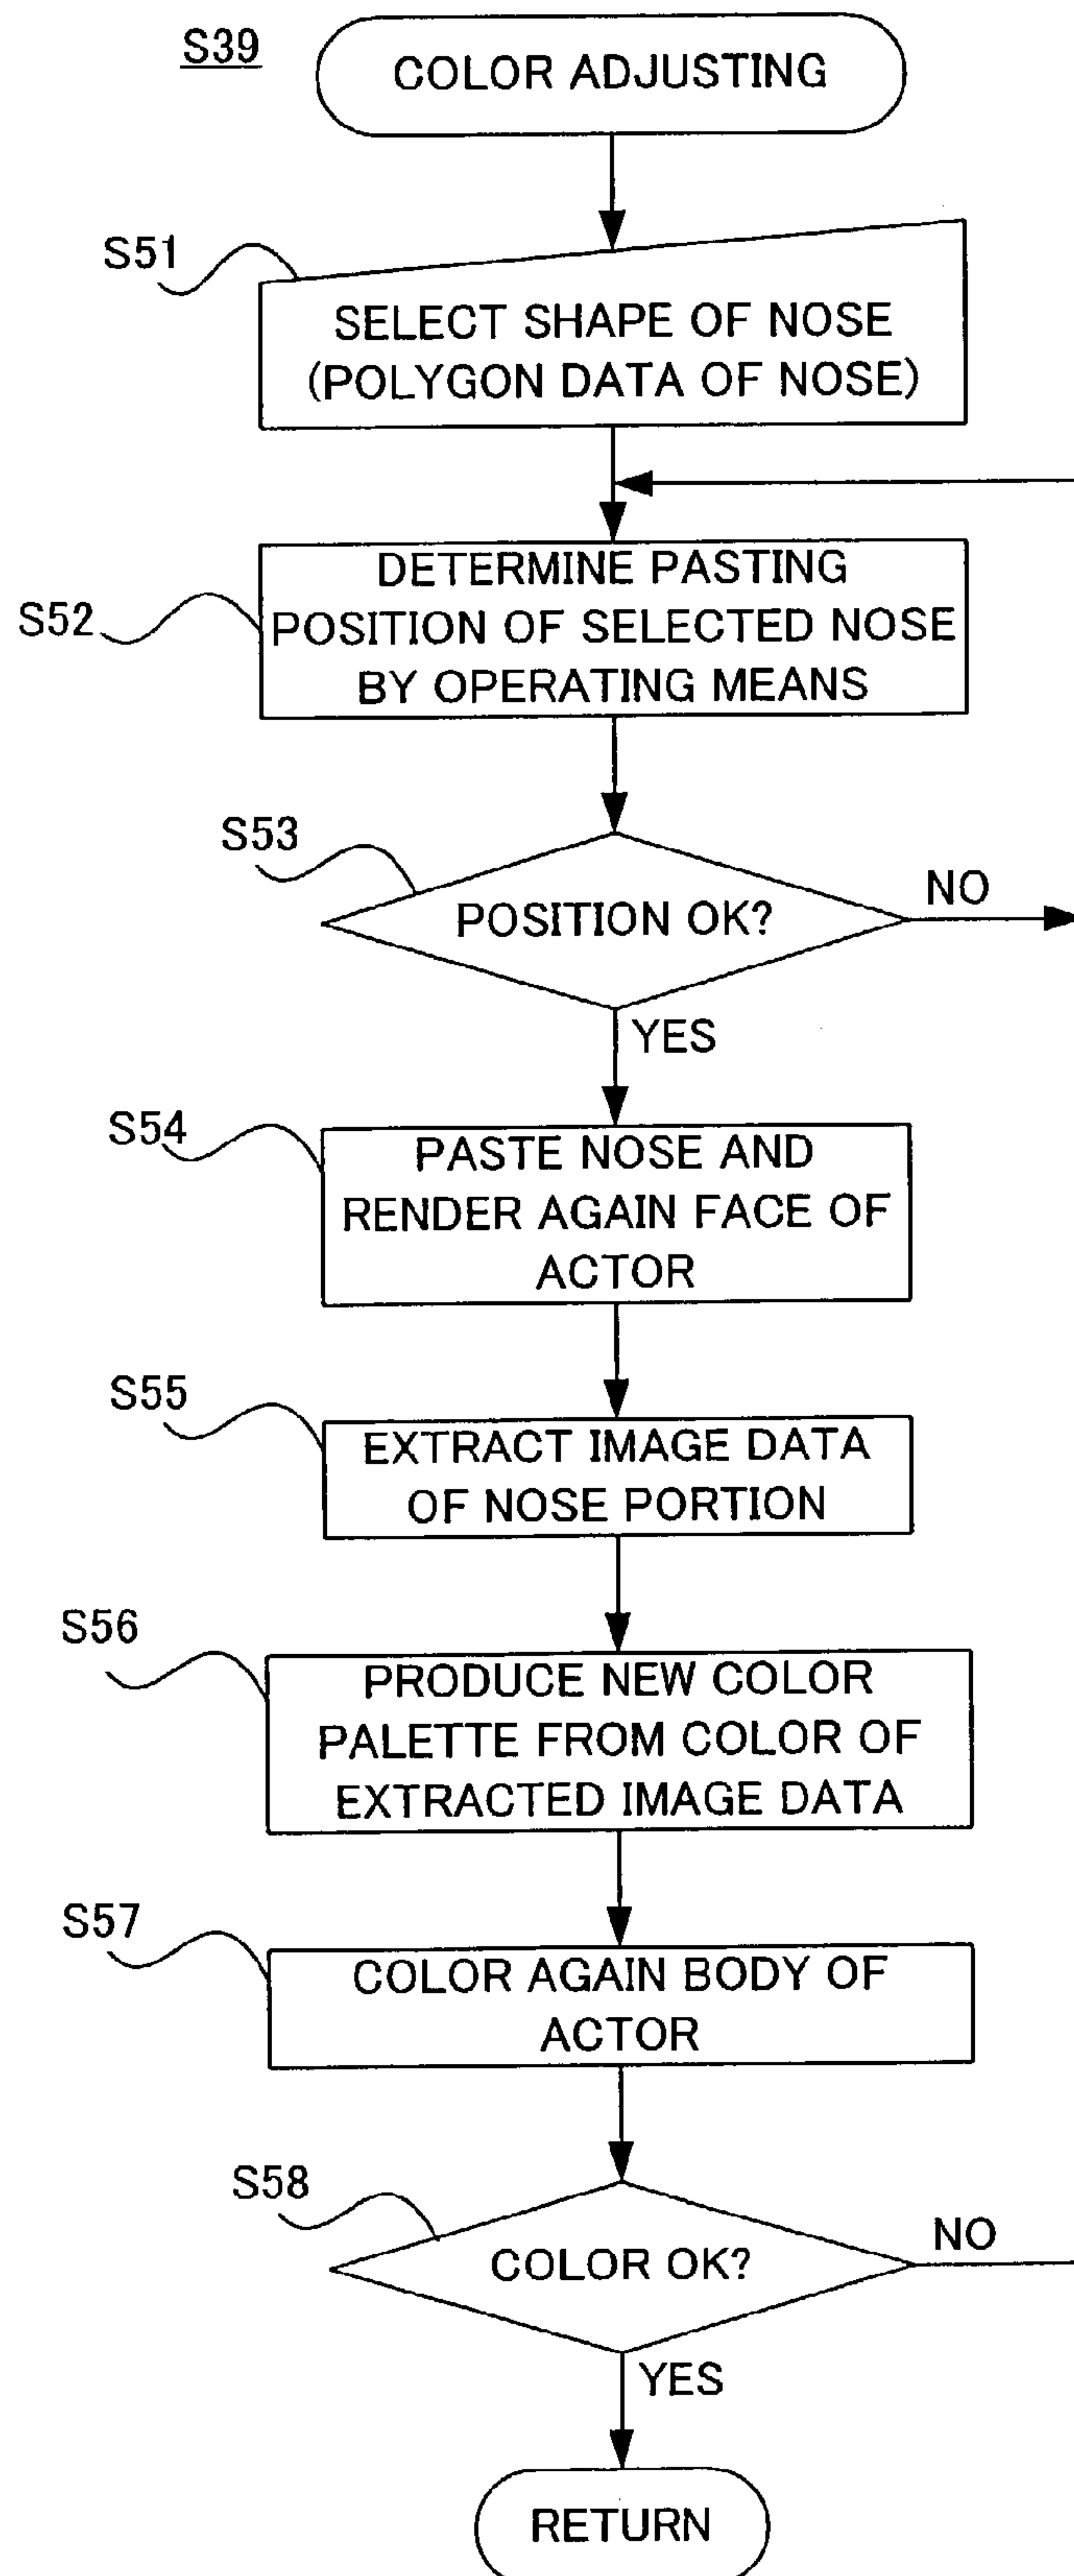 S39
COLOR ADJUSTING
S51
SELECT SHAPE OF NOSE
(POLYGON DATA OF NOSE)
S52
DETERMINE PASTING
POSITION OF SELECTED NOSE
BY OPERATING MEANS
S53
POSITION OK?
NO
YES
S54
PASTE NOSE AND
RENDER AGAIN FACE OF
ACTOR
S55
EXTRACT IMAGE DATA
OF NOSE PORTION
S56
PRODUCE NEW COLOR
PALETTE FROM COLOR OF
EXTRACTED IMAGE DATA
S57
COLOR AGAIN BODY OF
ACTOR
S58
COLOR OK?
NO
YES
RETURN